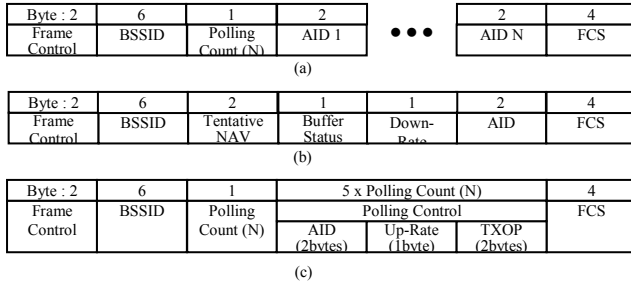 Byte : 2 6 1 2 ●●● 2 4
Frame Control BSSID Polling Count (N) AID 1 AID N FCS
(a)
Byte : 2 6 2 1 1 2 4
Frame Control BSSID Tentative NAV Buffer Status Down-Rate AID FCS
(b)
Byte : 2 6 1 5 x Polling Count (N) 4
Frame Control BSSID Polling Count (N) Polling Control FCS
AID (2bytes) Up-Rate (1byte) TXOP (2bytes)
(c)